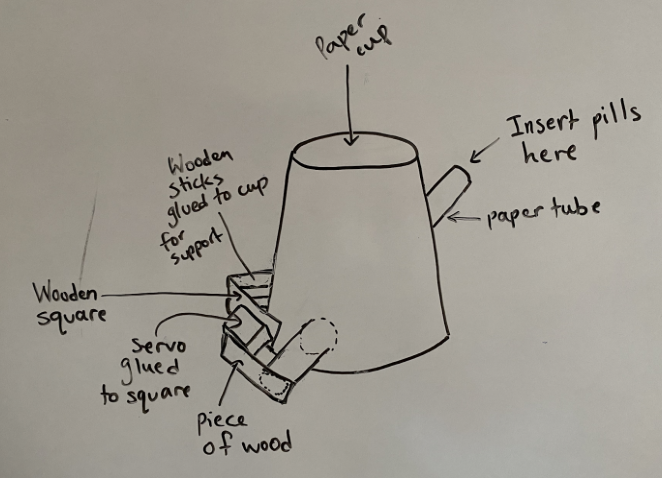 Paper
cup
Insert pills
here
paper tube
Wooden
sticks
glued to cup
for
support
Wooden
square
servo
glued
to square
piece
of wood